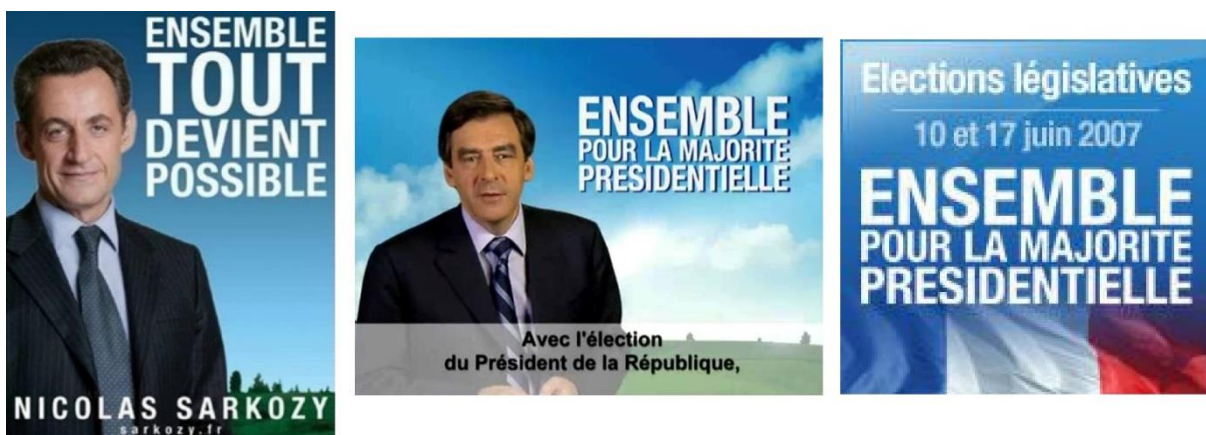 ENSEMBLE
TOUT
DEVIENT
POSSIBLE
NICOLAS SARKOZY
sarkozy.fr
ENSEMBLE
POUR LA MAJORITE
PRESIDENTIELLE
Avec l'élection
du Président de la République,
Elections législatives
10 et 17 juin 2007
ENSEMBLE
POUR LA MAJORITE
PRESIDENTIELLE